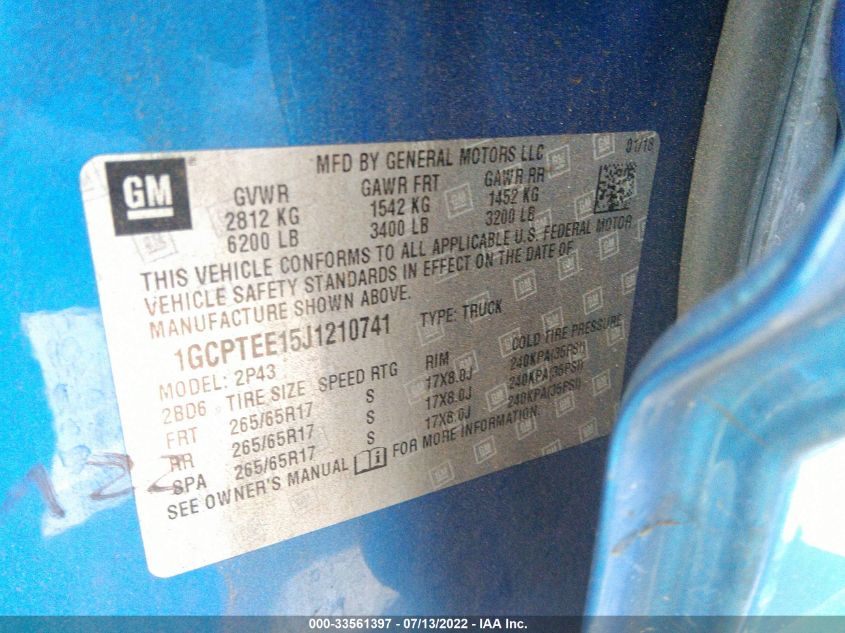 GM
MFD BY GENERAL MOTORS LLC
01/18
GVWR GAWR FRT GAWR RR
2812 KG 1542 KG 1452 KG
6200 LB 3400 LB 3200 LB
THIS VEHICLE CONFORMS TO ALL APPLICABLE U.S. FEDERAL MOTOR
VEHICLE SAFETY STANDARDS IN EFFECT ON THE DATE OF
MANUFACTURE SHOWN ABOVE.
1GCPTEE15J1210741 TYPE: TRUCK
MODEL: 2P43
2BD6 TIRE SIZE SPEED RTG RIM COLD TIRE PRESSURE
FRT 265/65R17 S 17X8.0J 240KPA(35PSI)
RR 265/65R17 S 17X8.0J 240KPA(35PSI)
SPA 265/65R17 S 17X8.0J 240KPA(35PSI)
SEE OWNER'S MANUAL FOR MORE INFORMATION.
000-33561397 - 07/13/2022 - IAA Inc.